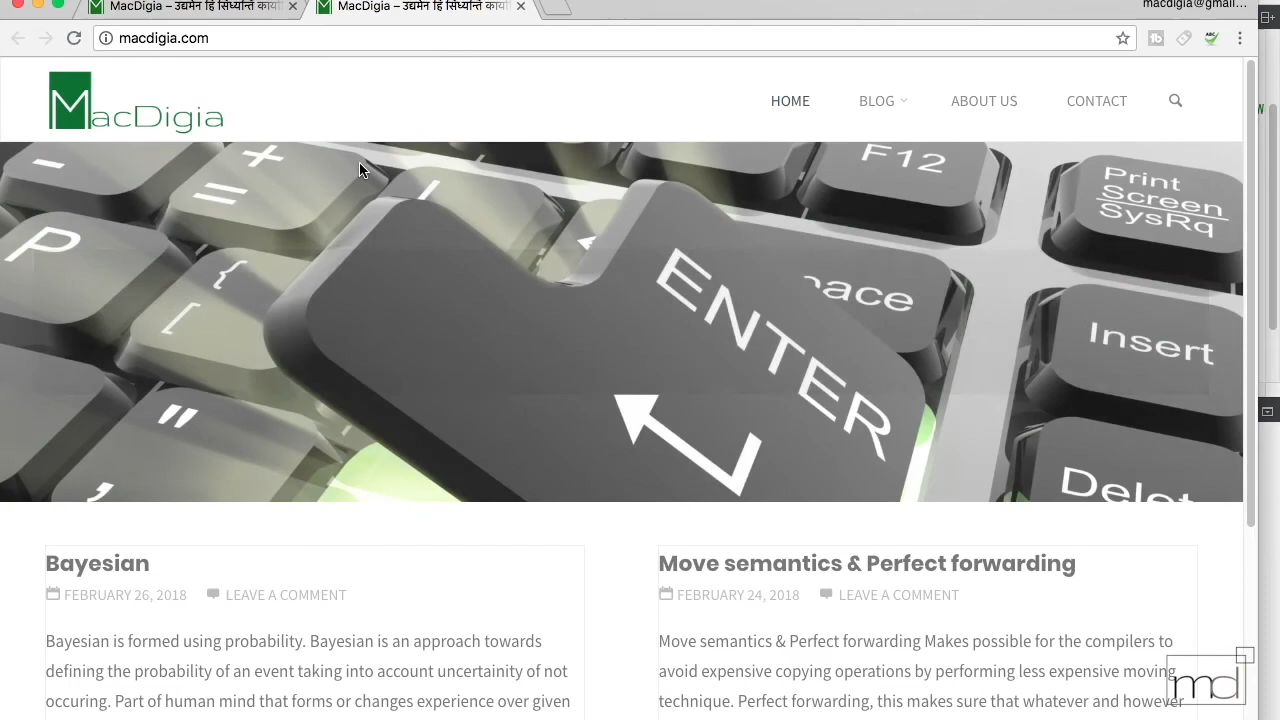 MacDigia – उद्यमेन हि सिध्यन्ति कार्या
MacDigia – उद्यमेन हि सिध्यन्ति कार्या
macdigia@gmail...
macdigia.com
MacDigia
HOME
BLOG
ABOUT US
CONTACT
- + =
F12
Print
Screen
SysRq
P
{
[
ENTER
pace
Insert
"
,
Delet
Bayesian
FEBRUARY 26, 2018
LEAVE A COMMENT
Bayesian is formed using probability. Bayesian is an approach towards
defining the probability of an event taking into account uncertainity of not
occuring. Part of human mind that forms or changes experience over given
Move semantics & Perfect forwarding
FEBRUARY 24, 2018
LEAVE A COMMENT
Move semantics & Perfect forwarding Makes possible for the compilers to
avoid expensive copying operations by performing less expensive moving
technique. Perfect forwarding, this makes sure that whatever and however
md